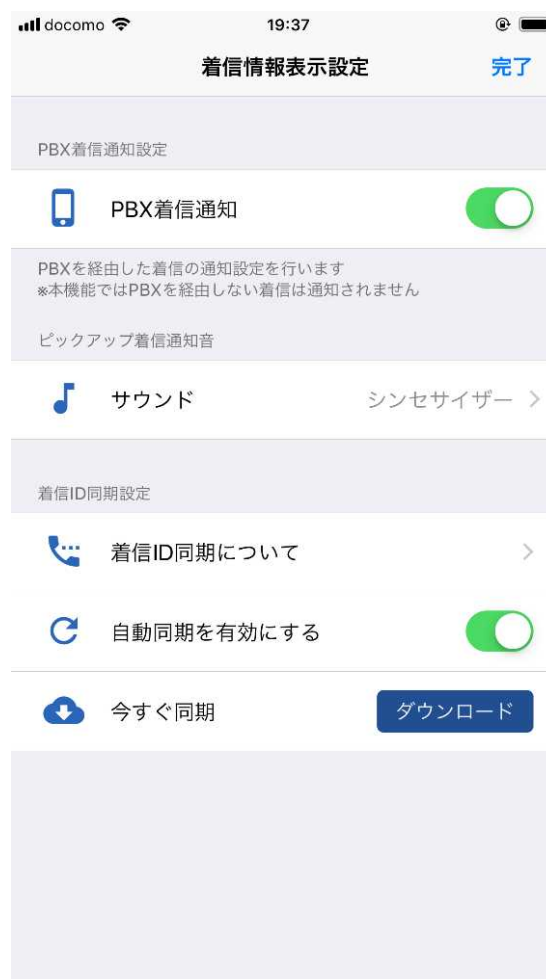 docomo 19:37
着信情報表示設定 完了
PBX着信通知設定
PBX着信通知
PBXを経由した着信の通知設定を行います
※本機能ではPBXを経由しない着信は通知されません
ピックアップ着信通知音
サウンド シンセサイザー
着信ID同期設定
着信ID同期について
自動同期を有効にする
今すぐ同期 ダウンロード